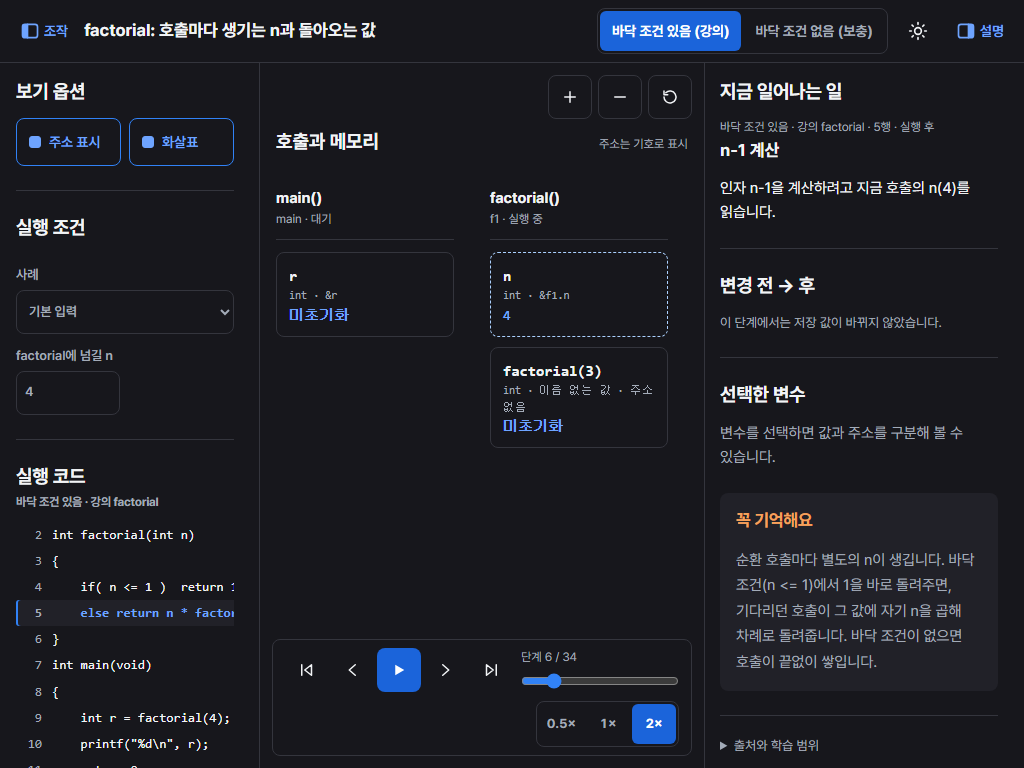 조작
factorial: 호출마다 생기는 n과 돌아오는 값
바닥 조건 있음 (강의)
바닥 조건 없음 (보충)
설명
보기 옵션
주소 표시
화살표
실행 조건
사례
기본 입력
factorial에 넘길 n
4
실행 코드
바닥 조건 있음 · 강의 factorial
2 int factorial(int n)
3 {
4 if( n <= 1 ) return 1
5 else return n * factor
6 }
7 int main(void)
8 {
9 int r = factorial(4);
10 printf("%d\n", r);
호출과 메모리
주소는 기호로 표시
main()
main · 대기
r
int · &r
미초기화
factorial()
f1 · 실행 중
n
int · &f1.n
4
factorial(3)
int · 이음 없는 값 · 주소
없음
미초기화
단계 6 / 34
0.5×
1×
2×
지금 일어나는 일
바닥 조건 있음 · 강의 factorial · 5행 · 실행 후
n-1 계산
인자 n-1을 계산하려고 지금 호출의 n(4)를
읽습니다.
변경 전 → 후
이 단계에서는 저장 값이 바뀌지 않았습니다.
선택한 변수
변수를 선택하면 값과 주소를 구분해 볼 수
있습니다.
꼭 기억해요
순환 호출마다 별도의 n이 생깁니다. 바닥
조건(n <= 1)에서 1을 바로 돌려주면,
기다리던 호출이 그 값에 자기 n을 곱해
차례로 돌려줍니다. 바닥 조건이 없으면
호출이 끝없이 쌓입니다.
▶ 출처와 학습 범위